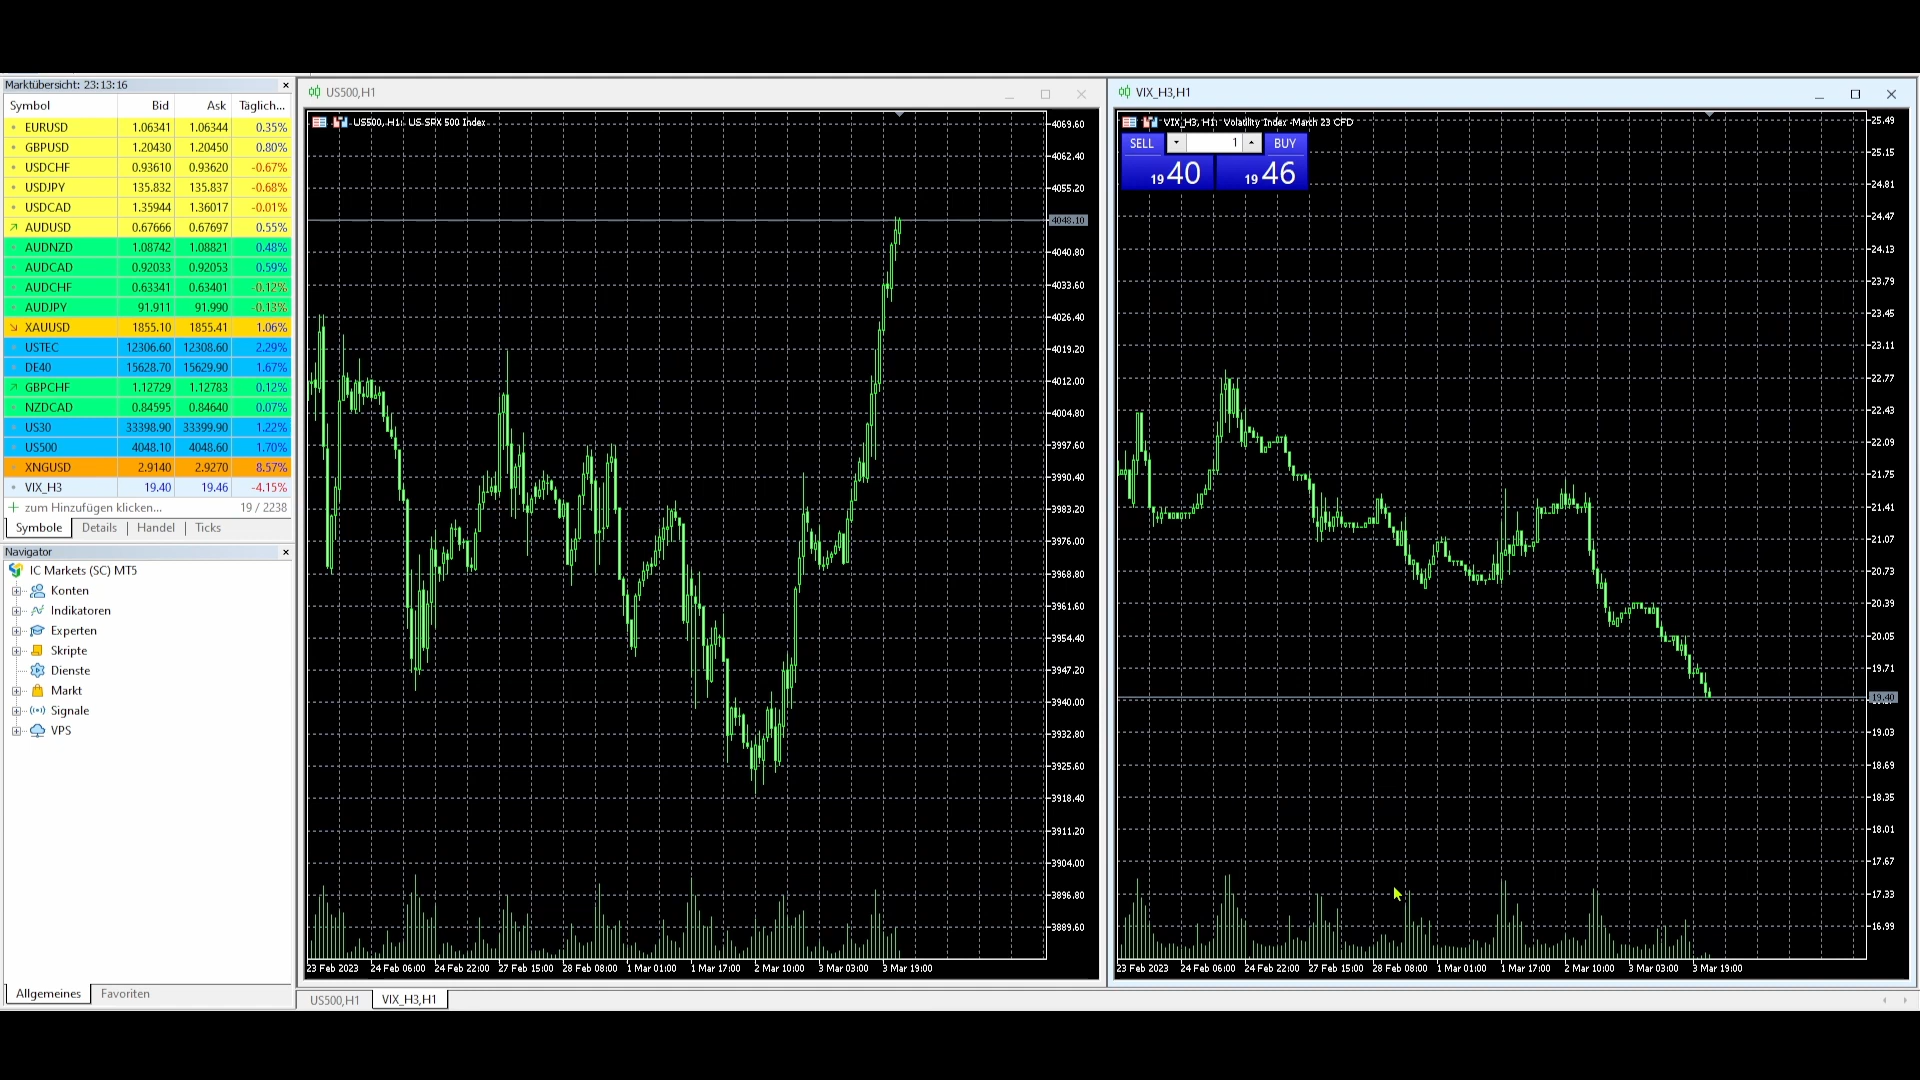 Marktübersicht: 23:13:16
Symbol Bid Ask Täglich...
EURUSD 1.06341 1.06344 0.35%
GBPUSD 1.20430 1.20450 0.80%
USDCHF 0.93610 0.93620 -0.67%
USDJPY 135.832 135.837 -0.68%
USDCAD 1.35944 1.36017 -0.01%
AUDUSD 0.67666 0.67697 0.55%
AUDNZD 1.08742 1.08821 0.48%
AUDCAD 0.92033 0.92053 0.59%
AUDCHF 0.63341 0.63401 -0.12%
AUDJPY 91.911 91.990 -0.13%
XAUUSD 1855.10 1855.41 1.06%
USTEC 12306.60 12308.60 2.29%
DE40 15628.70 15629.90 1.67%
GBPCHF 1.12729 1.12783 0.12%
NZDCAD 0.84595 0.84640 0.07%
US30 33398.90 33399.90 1.22%
US500 4048.10 4048.60 1.70%
XNGUSD 2.9140 2.9270 8.57%
VIX_H3 19.40 19.46 -4.15%
zum Hinzufügen klicken... 19 / 2238
Symbole Details Handel Ticks
Navigator
IC Markets (SC) MT5
Konten
Indikatoren
Experten
Skripte
Dienste
Markt
Signale
VPS
Allgemeines Favoriten
US500,H1
US500, H1: US SPX 500 Index
4069.60
4062.40
4055.20
4048.10
4040.80
4033.60
4026.40
4019.20
4012.00
4004.80
3997.60
3990.40
3983.20
3976.00
3968.80
3961.60
3954.40
3947.20
3940.00
3932.80
3925.60
3918.40
3911.20
3904.00
3896.80
3889.60
23 Feb 2023 24 Feb 06:00 24 Feb 22:00 27 Feb 15:00 28 Feb 08:00 1 Mar 01:00 1 Mar 17:00 2 Mar 10:00 3 Mar 03:00 3 Mar 19:00
VIX_H3,H1
VIX_H3, H1: Volatility Index -March 23 CFD
SELL 1 BUY
19 40 19 46
25.49
25.15
24.81
24.47
24.13
23.79
23.45
23.11
22.77
22.43
22.09
21.75
21.41
21.07
20.73
20.39
20.05
19.71
19.40
19.03
18.69
18.35
18.01
17.67
17.33
16.99
23 Feb 2023 24 Feb 06:00 24 Feb 22:00 27 Feb 15:00 28 Feb 08:00 1 Mar 01:00 1 Mar 17:00 2 Mar 10:00 3 Mar 03:00 3 Mar 19:00
US500,H1 VIX_H3,H1